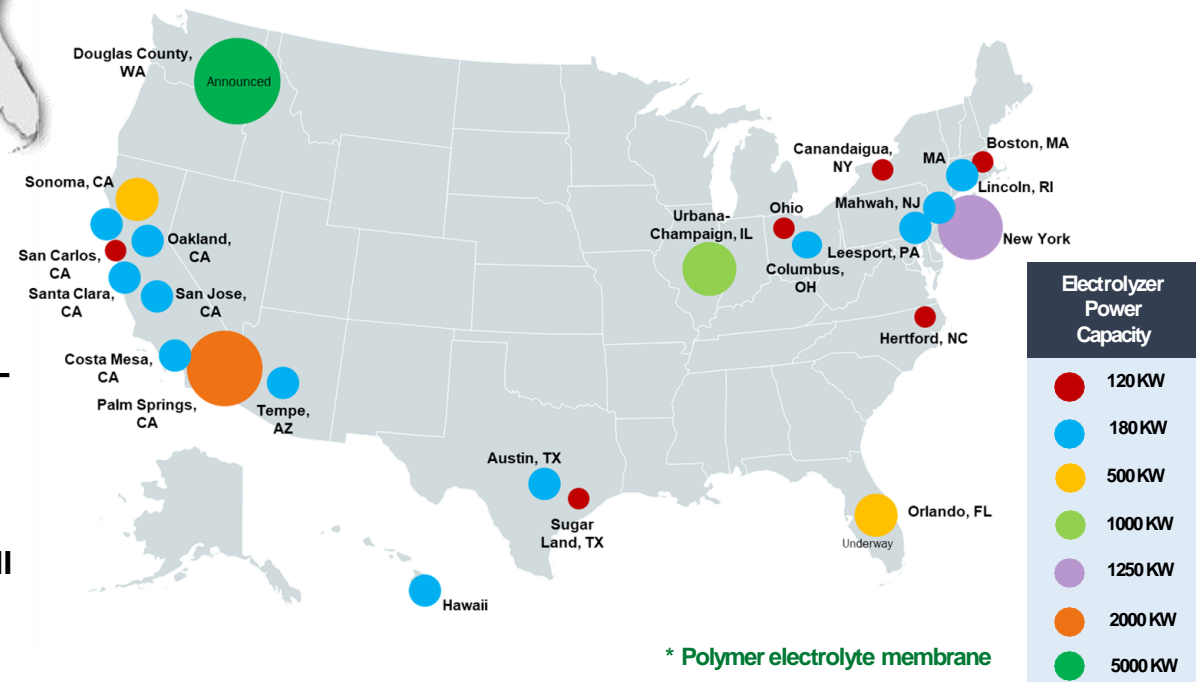 Douglas County,
WA
Announced
Sonoma, CA
Oakland,
CA
San Carlos,
CA
Santa Clara,
CA
San Jose,
CA
Costa Mesa,
CA
Palm Springs,
CA
Tempe,
AZ
Austin, TX
Sugar
Land, TX
Hawaii
Urbana-
Champaign, IL
Ohio
Columbus,
OH
Canandaigua,
NY
MA
Boston, MA
Lincoln, RI
Mahwah, NJ
Leesport, PA
New York
Hertford, NC
Orlando, FL
Underway
Electrolyzer
Power
Capacity
120 KW
180 KW
500 KW
1000 KW
1250 KW
2000 KW
5000 KW
* Polymer electrolyte membrane